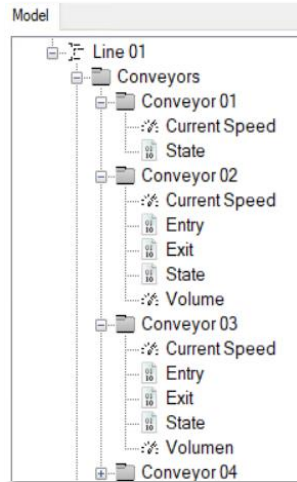 Model
Line 01
Conveyors
Conveyor 01
Current Speed
State
Conveyor 02
Current Speed
Entry
Exit
State
Volume
Conveyor 03
Current Speed
Entry
Exit
State
Volumen
Conveyor 04